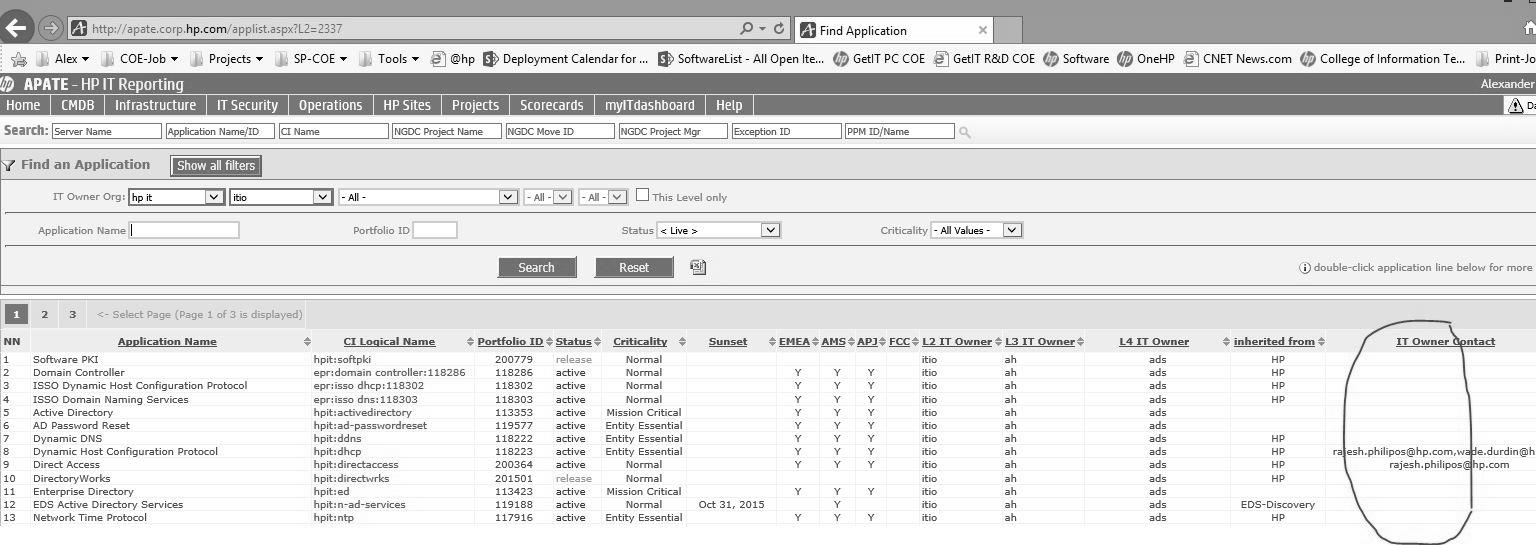 http://apate.corp.hp.com/applist.aspx?L2=2337 Find Application
Alex COE-Job Projects SP-COE Tools @hp Deployment Calendar for ... SoftwareList - All Open Ite... GetIT PC COE GetIT R&D COE Software OneHP CNET News.com College of Information Te... Print-Jo
hp APATE - HP IT Reporting Alexander
Home CMDB Infrastructure IT Security Operations HP Sites Projects Scorecards myITdashboard Help Da
Search: Server Name Application Name/ID CI Name NGDC Project Name NGDC Move ID NGDC Project Mgr Exception ID PPM ID/Name
Find an Application Show all filters
IT Owner Org: hp it itio - All - - All - - All - This Level only
Application Name Portfolio ID Status < Live > Criticality - All Values -
Search Reset double-click application line below for more
1 2 3 <- Select Page (Page 1 of 3 is displayed)
NN Application Name CI Logical Name Portfolio ID Status Criticality Sunset EMEA AMS APJ FCC L2 IT Owner L3 IT Owner L4 IT Owner inherited from IT Owner Contact
1 Software PKI hpit:softpki 200779 release Normal itio ah ads HP
2 Domain Controller epr:domain controller:118286 118286 active Normal Y Y Y itio ah ads HP
3 ISSO Dynamic Host Configuration Protocol epr:isso dhcp:118302 118302 active Normal Y Y Y itio ah ads HP
4 ISSO Domain Naming Services epr:isso dns:118303 118303 active Normal Y Y Y itio ah ads HP
5 Active Directory hpit:activedirectory 113353 active Mission Critical Y Y Y itio ah ads
6 AD Password Reset hpit:ad-passwordreset 119577 active Entity Essential Y Y Y itio ah ads
7 Dynamic DNS hpit:ddns 118222 active Entity Essential Y Y Y itio ah ads HP
8 Dynamic Host Configuration Protocol hpit:dhcp 118223 active Entity Essential Y Y Y itio ah ads HP rajesh.philipos@hp.com,wade.durdin@h
9 Direct Access hpit:directaccess 200364 active Normal Y Y Y itio ah ads HP rajesh.philipos@hp.com
10 DirectoryWorks hpit:directwrks 201501 release Normal itio ah ads HP
11 Enterprise Directory hpit:ed 113423 active Mission Critical Y Y Y itio ah ads
12 EDS Active Directory Services hpit:n-ad-services 119188 active Normal Oct 31, 2015 Y itio ah ads EDS-Discovery
13 Network Time Protocol hpit:ntp 117916 active Entity Essential Y Y Y itio ah ads HP